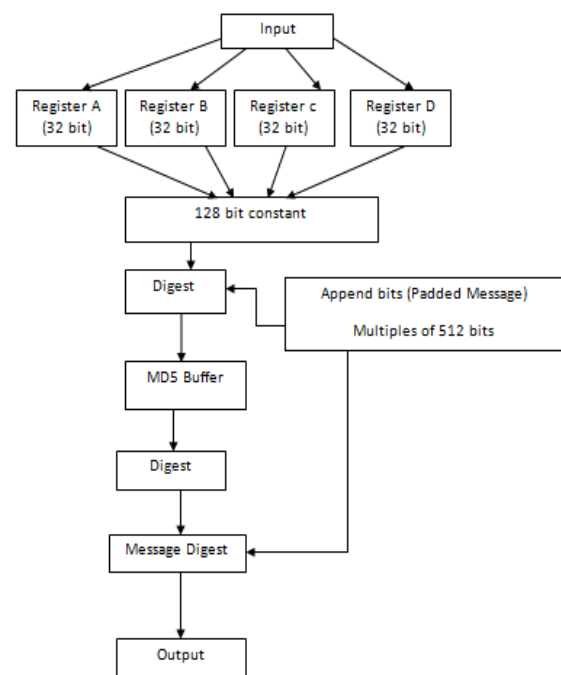 Input
Register A
(32 bit)
Register B
(32 bit)
Register c
(32 bit)
Register D
(32 bit)
128 bit constant
Digest
Append bits (Padded Message)
Multiples of 512 bits
MD5 Buffer
Digest
Message Digest
Output